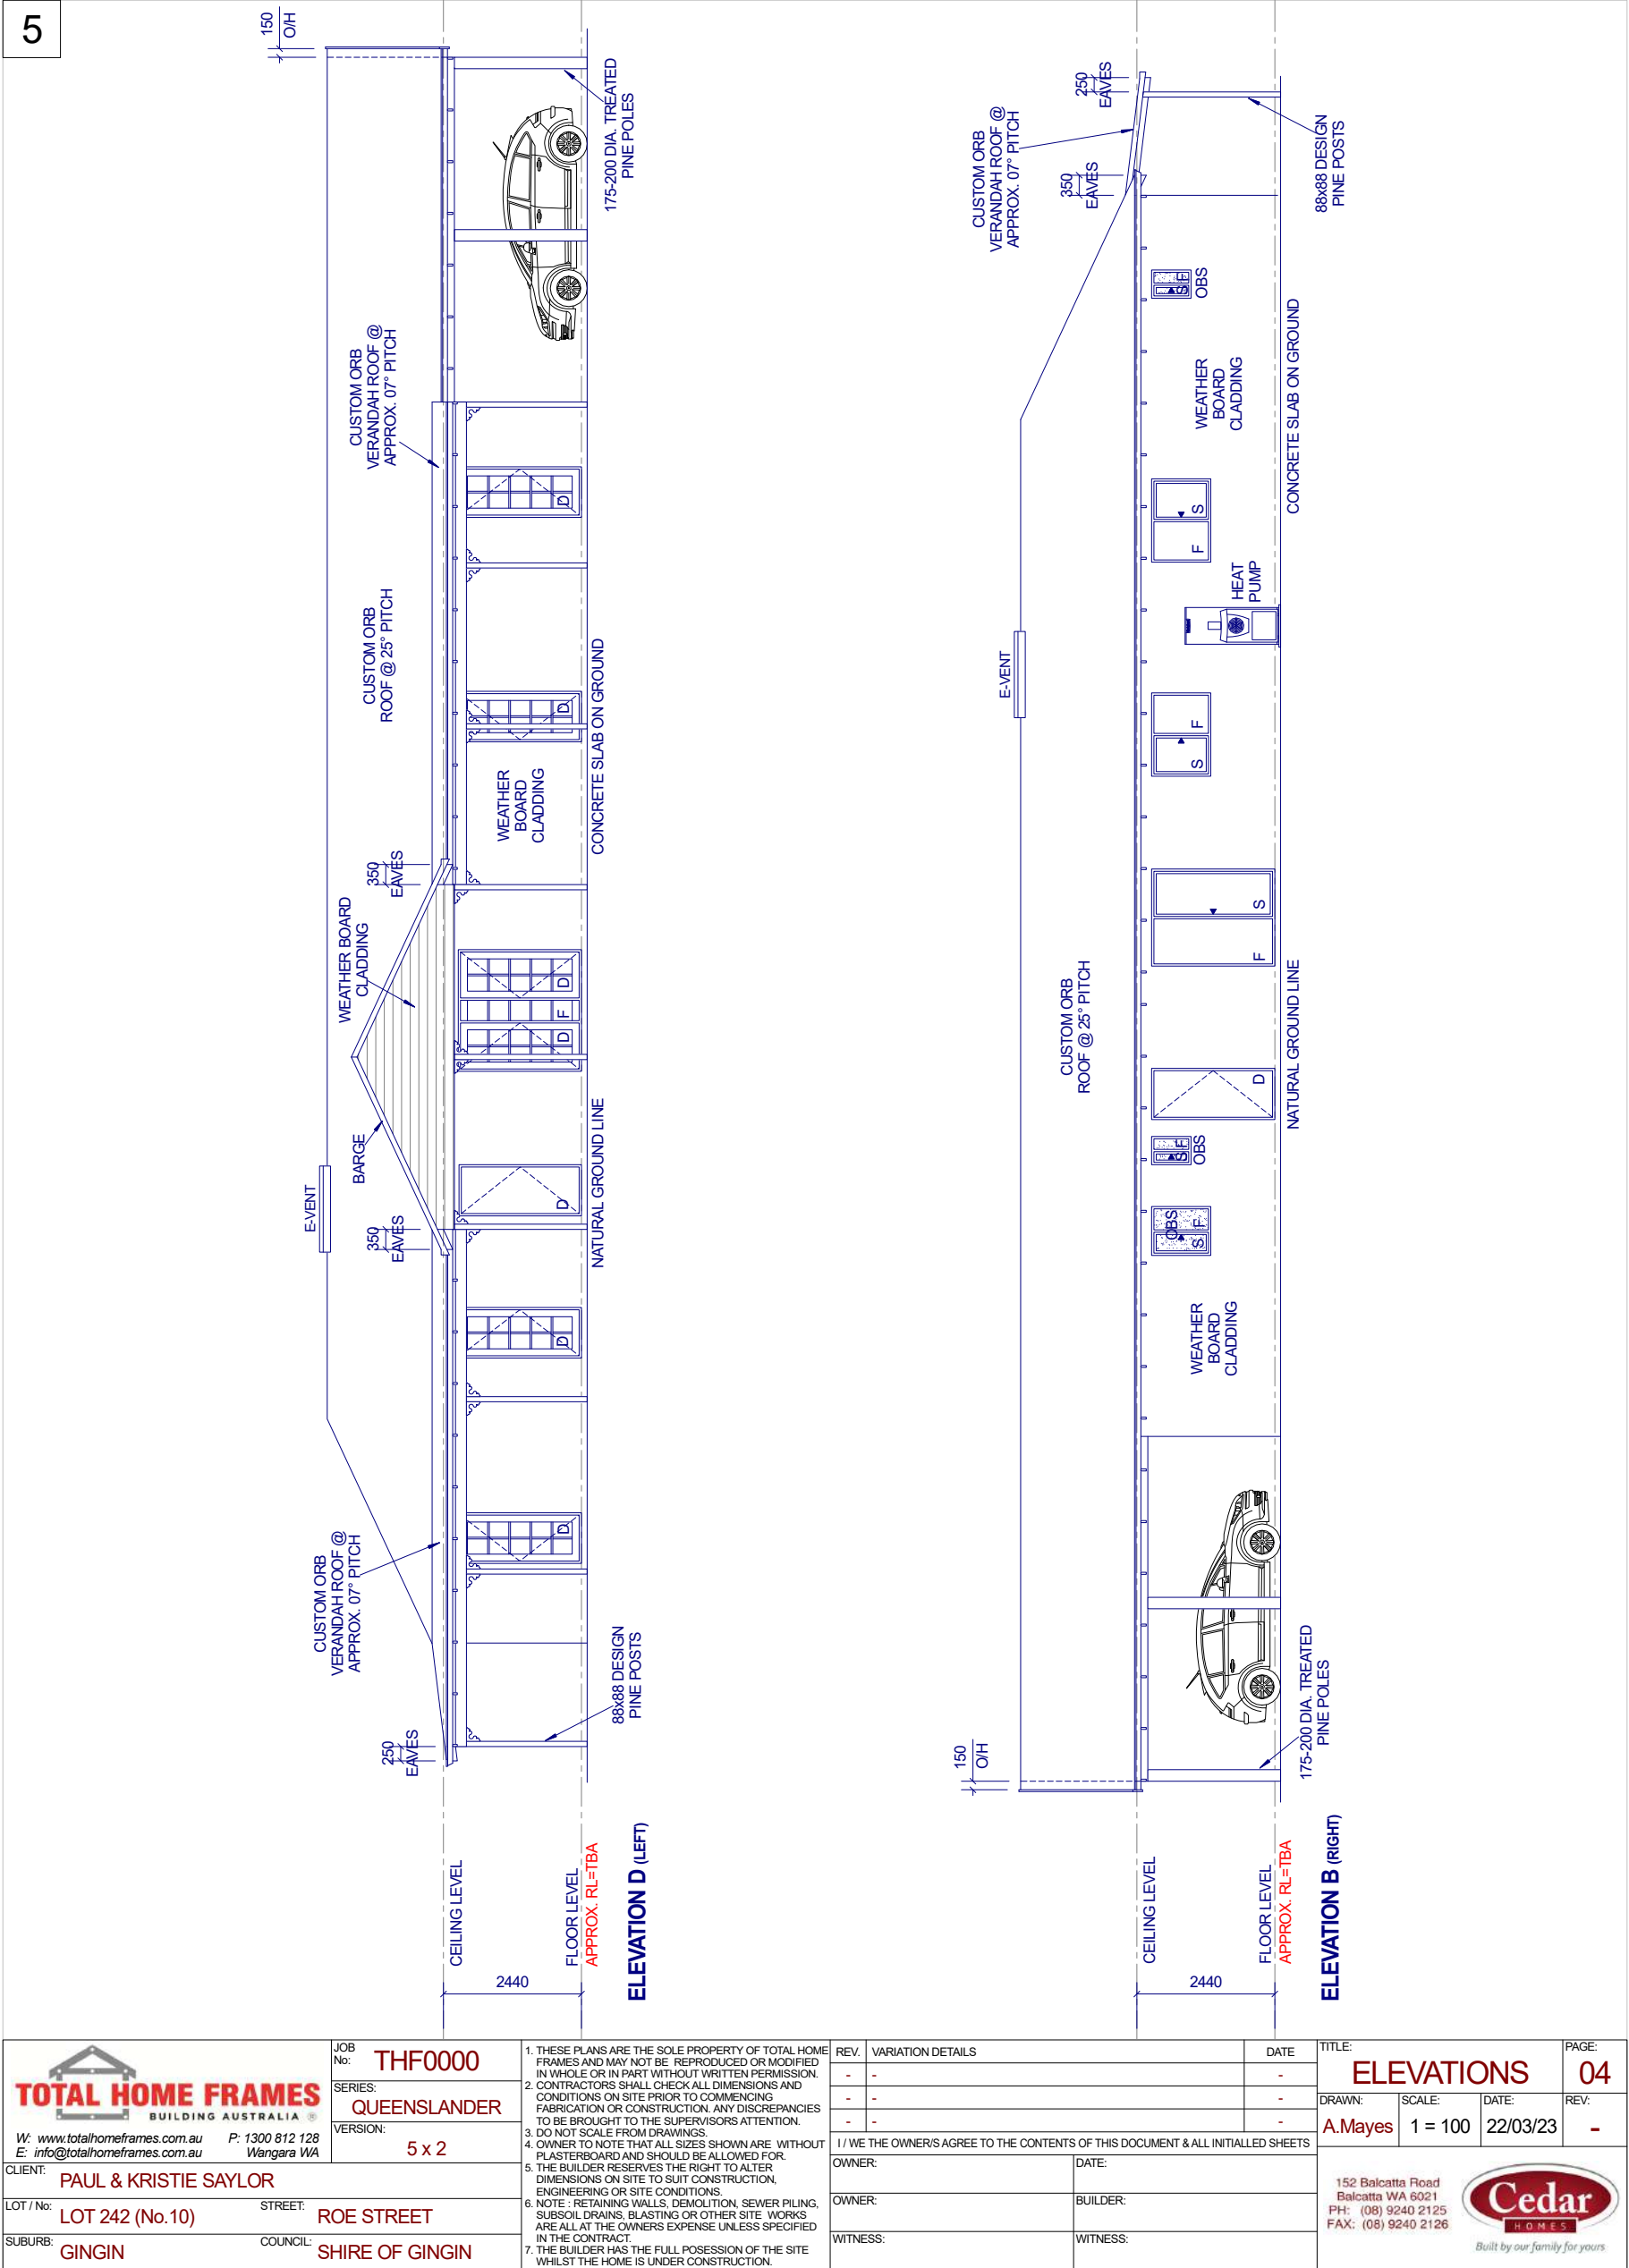 5
150
O/H
175-200 DIA. TREATED
PINE POLES
CUSTOM ORB
VERANDAH ROOF @
APPROX. 07° PITCH
D
CUSTOM ORB
ROOF @ 25° PITCH
D
WEATHER
BOARD
CLADDING
CONCRETE SLAB ON GROUND
350
EAVES
WEATHER BOARD
CLADDING
D
F
D
BARGE
E-VENT
350
EAVES
D
NATURAL GROUND LINE
D
D
CUSTOM ORB
VERANDAH ROOF @
APPROX. 07° PITCH
88x88 DESIGN
PINE POSTS
250
EAVES
CEILING LEVEL
FLOOR LEVEL
APPROX. RL=TBA
2440
ELEVATION D (LEFT)
250
EAVES
CUSTOM ORB
VERANDAH ROOF @
APPROX. 07° PITCH
350
EAVES
88x88 DESIGN
PINE POSTS
S F
OBS
WEATHER
BOARD
CLADDING
CONCRETE SLAB ON GROUND
F S
HEAT
PUMP
E-VENT
S F
F S
CUSTOM ORB
ROOF @ 25° PITCH
NATURAL GROUND LINE
D
S F
OBS
OBS
S F
WEATHER
BOARD
CLADDING
175-200 DIA. TREATED
PINE POLES
150
O/H
CEILING LEVEL
FLOOR LEVEL
APPROX. RL=TBA
2440
ELEVATION B (RIGHT)
TOTAL HOME FRAMES
BUILDING AUSTRALIA ®
W: www.totalhomeframes.com.au P: 1300 812 128
E: info@totalhomeframes.com.au Wangara WA
JOB
No: THF0000
SERIES:
QUEENSLANDER
VERSION:
5 x 2
CLIENT: PAUL & KRISTIE SAYLOR
LOT / No: LOT 242 (No.10) STREET: ROE STREET
SUBURB: GINGIN COUNCIL: SHIRE OF GINGIN
1. THESE PLANS ARE THE SOLE PROPERTY OF TOTAL HOME
FRAMES AND MAY NOT BE REPRODUCED OR MODIFIED
IN WHOLE OR IN PART WITHOUT WRITTEN PERMISSION.
2. CONTRACTORS SHALL CHECK ALL DIMENSIONS AND
CONDITIONS ON SITE PRIOR TO COMMENCING
FABRICATION OR CONSTRUCTION. ANY DISCREPANCIES
TO BE BROUGHT TO THE SUPERVISORS ATTENTION.
3. DO NOT SCALE FROM DRAWINGS.
4. OWNER TO NOTE THAT ALL SIZES SHOWN ARE WITHOUT
PLASTERBOARD AND SHOULD BE ALLOWED FOR.
5. THE BUILDER RESERVES THE RIGHT TO ALTER
DIMENSIONS ON SITE TO SUIT CONSTRUCTION,
ENGINEERING OR SITE CONDITIONS.
6. NOTE : RETAINING WALLS, DEMOLITION, SEWER PILING,
SUBSOIL DRAINS, BLASTING OR OTHER SITE WORKS
ARE ALL AT THE OWNERS EXPENSE UNLESS SPECIFIED
IN THE CONTRACT.
7. THE BUILDER HAS THE FULL POSESSION OF THE SITE
WHILST THE HOME IS UNDER CONSTRUCTION.
REV. VARIATION DETAILS DATE
- - -
- - -
- - -
I / WE THE OWNER/S AGREE TO THE CONTENTS OF THIS DOCUMENT & ALL INITIALLED SHEETS
OWNER: DATE:
OWNER: BUILDER:
WITNESS: WITNESS:
TITLE:
ELEVATIONS
PAGE:
04
DRAWN: SCALE: DATE: REV:
A.Mayes 1 = 100 22/03/23 -
152 Balcatta Road
Balcatta WA 6021
PH: (08) 9240 2125
FAX: (08) 9240 2126
Cedar
HOMES
Built by our family for yours